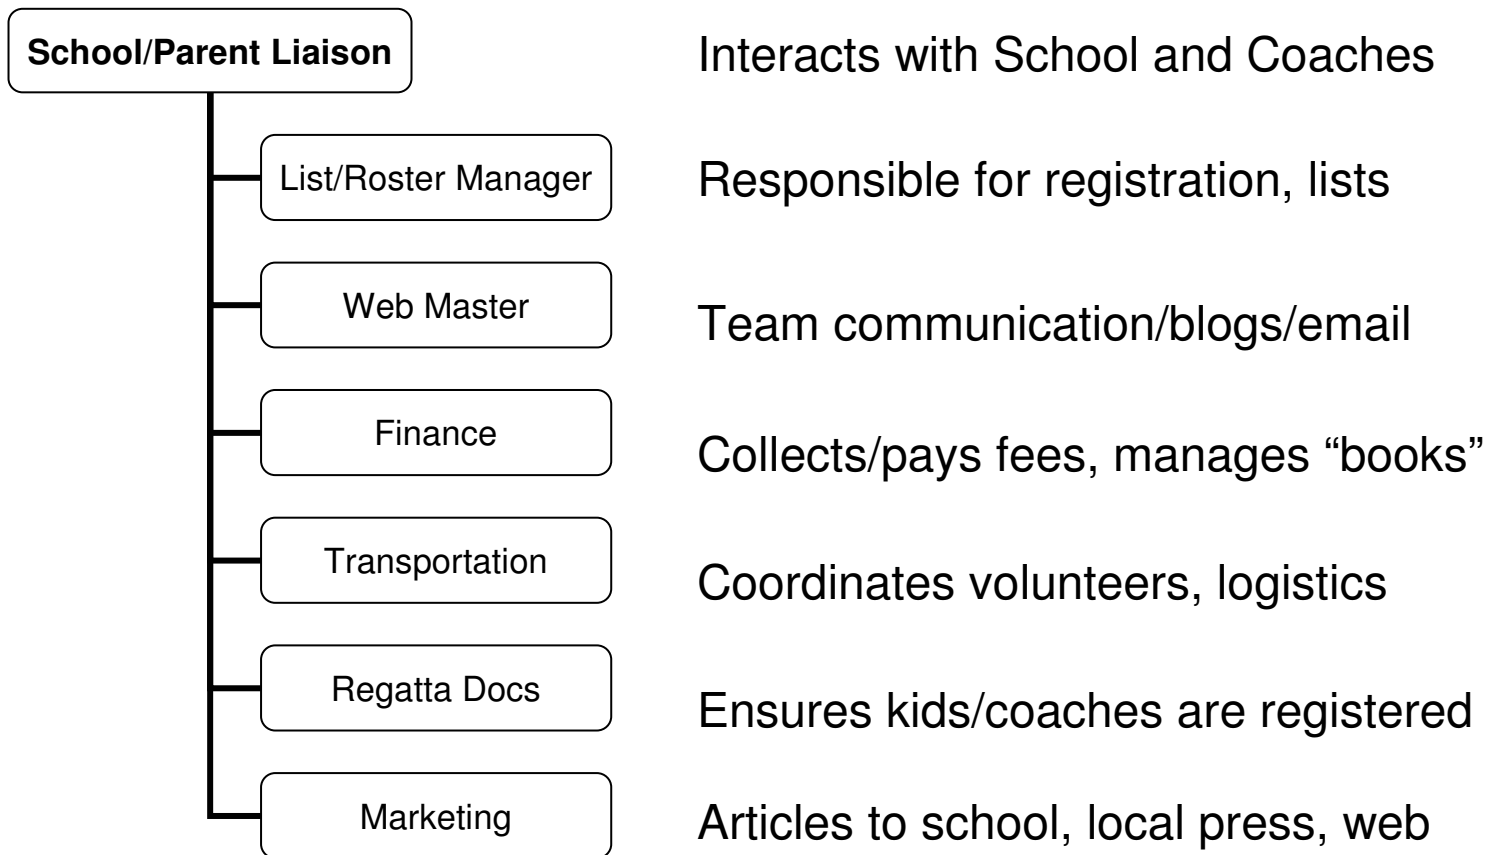 School/Parent Liaison
Interacts with School and Coaches
List/Roster Manager
Responsible for registration, lists
Web Master
Team communication/blogs/email
Finance
Collects/pays fees, manages “books”
Transportation
Coordinates volunteers, logistics
Regatta Docs
Ensures kids/coaches are registered
Marketing
Articles to school, local press, web